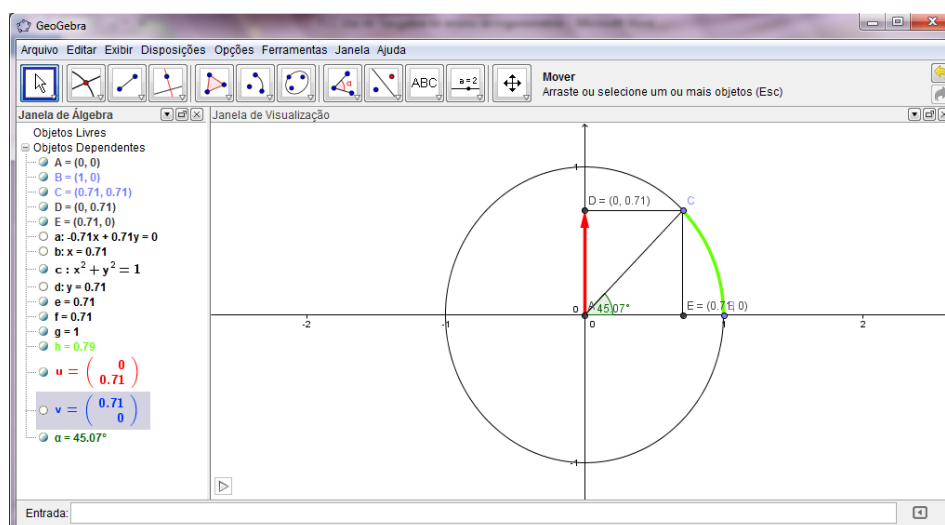 GeoGebra
Arquivo Editar Exibir Disposições Opções Ferramentas Janela Ajuda
ABC
a=2
Mover
Arraste ou selecione um ou mais objetos (Esc)
Janela de Álgebra
Janela de Visualização
Objetos Livres
Objetos Dependentes
A = (0, 0)
B = (1, 0)
C = (0.71, 0.71)
D = (0, 0.71)
E = (0.71, 0)
a: -0.71x + 0.71y = 0
b: x = 0.71
c : x² + y² = 1
d: y = 0.71
e = 0.71
f = 0.71
g = 1
h = 0.79
u = ( 0
0.71 )
v = ( 0.71
0 )
α = 45.07°
1
D = (0, 0.71)
C
A
45.07°
E = (0.71, 0)
B
0
-2
-1
0
1
2
-1
Entrada: